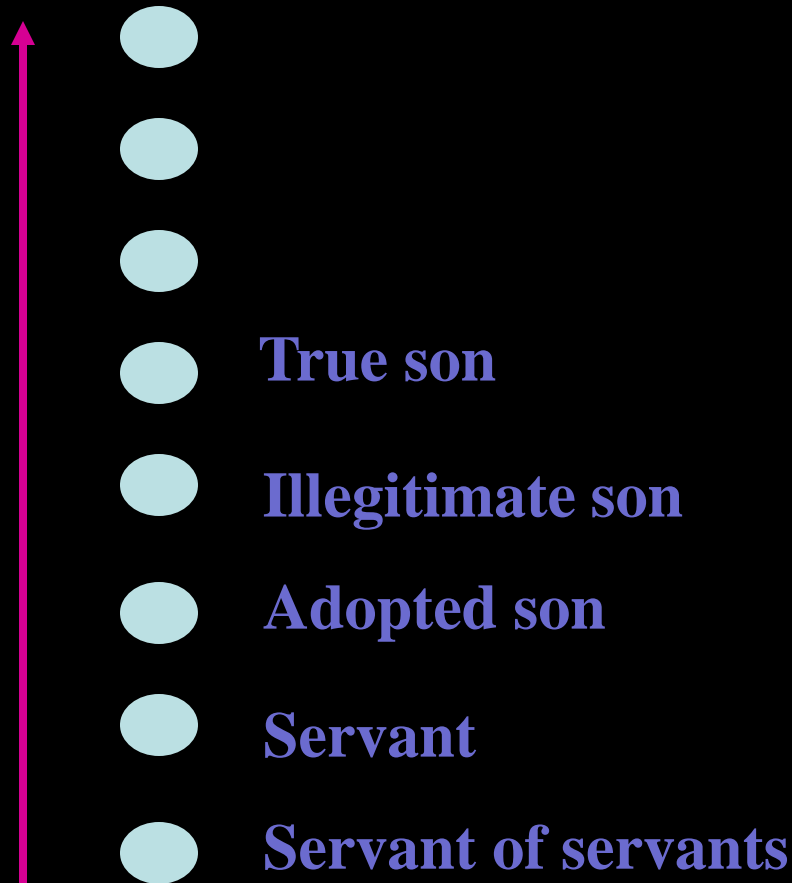 True son
Illegitimate son
Adopted son
Servant
Servant of servants